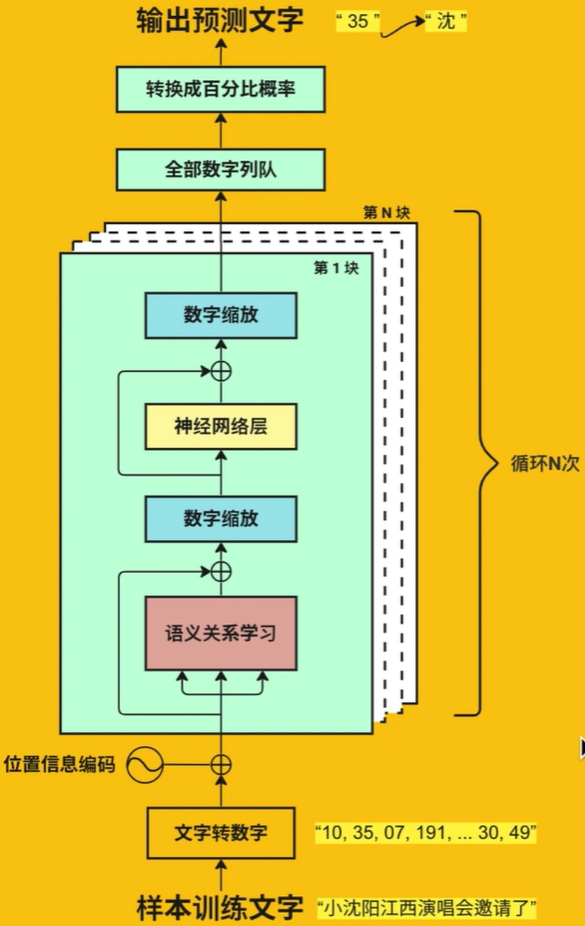 输出预测文字 “ 35 ” “ 沈 ”
转换成百分比概率
全部数字列队
第 N 块
第 1 块
数字缩放
神经网络层
循环N次
数字缩放
语义关系学习
位置信息编码
文字转数字 “10, 35, 07, 191, ... 30, 49”
样本训练文字 “小沈阳江西演唱会邀请了”